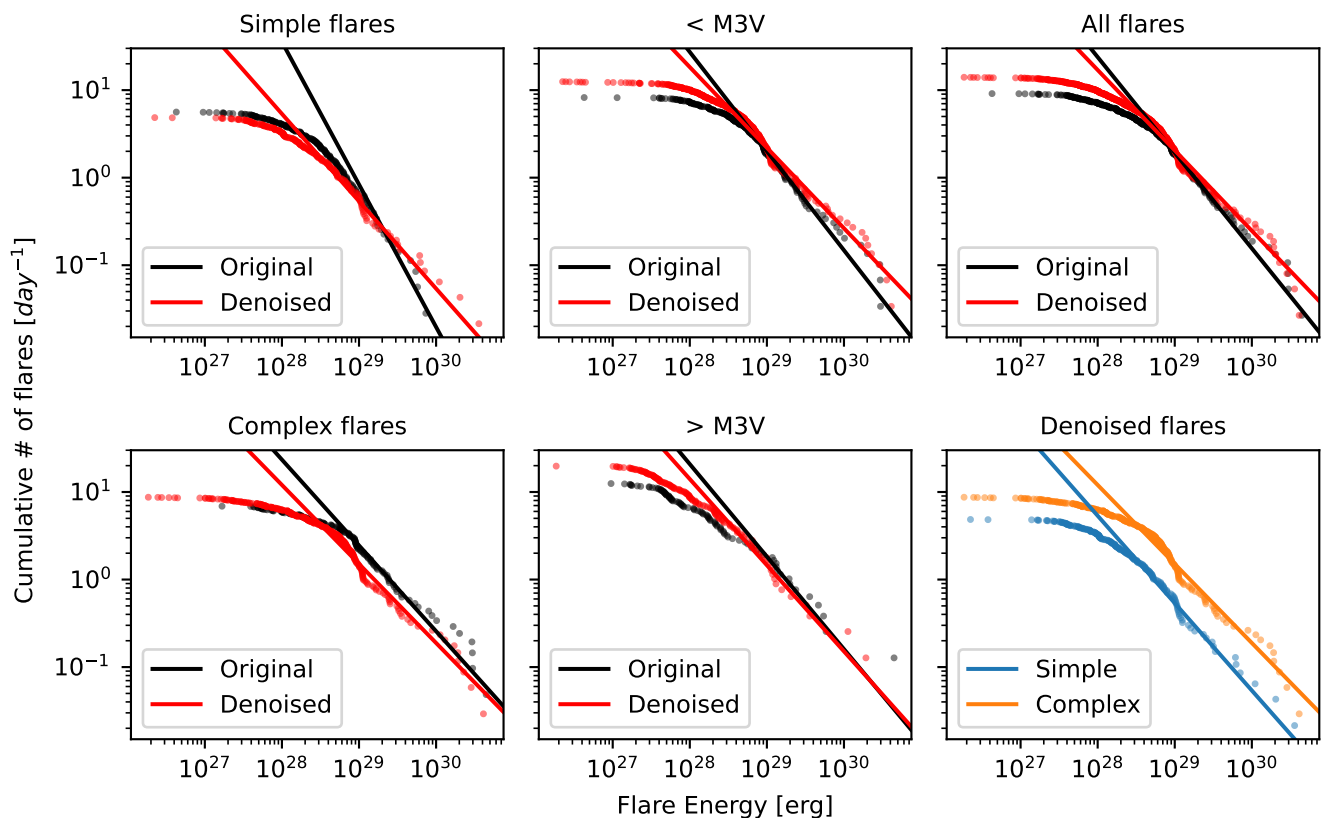 Simple flares
< M3V
All flares
10^1
10^0
10^-1
Original
Denoised
Original
Denoised
Original
Denoised
10^27 10^28 10^29 10^30
10^27 10^28 10^29 10^30
10^27 10^28 10^29 10^30
Cumulative # of flares [day^−1]
Complex flares
> M3V
Denoised flares
10^1
10^0
10^-1
Original
Denoised
Original
Denoised
Simple
Complex
10^27 10^28 10^29 10^30
10^27 10^28 10^29 10^30
10^27 10^28 10^29 10^30
Flare Energy [erg]